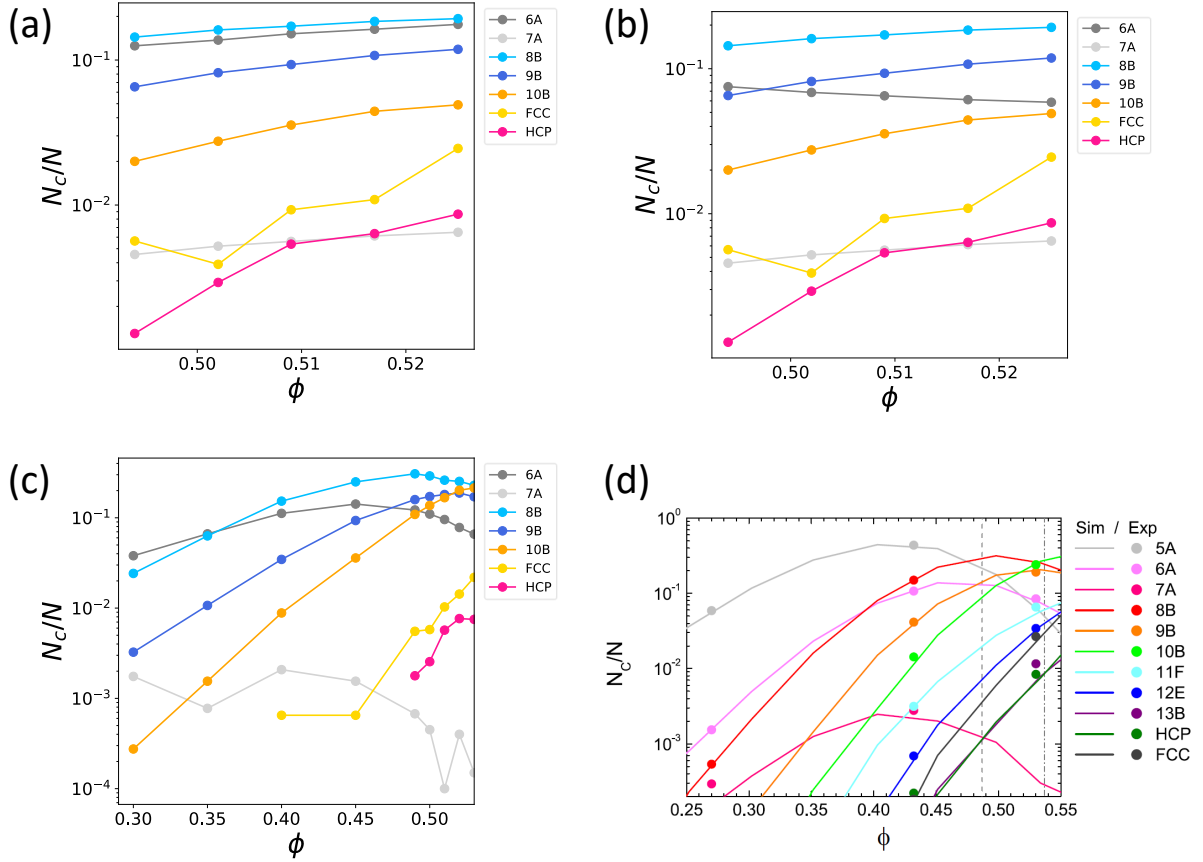 (a)
10⁻¹
10⁻²
N_c/N
0.50
0.51
0.52
ϕ
6A
7A
8B
9B
10B
FCC
HCP
(b)
10⁻¹
10⁻²
N_c/N
0.50
0.51
0.52
ϕ
6A
7A
8B
9B
10B
FCC
HCP
(c)
10⁻¹
10⁻²
10⁻³
10⁻⁴
N_c/N
0.30
0.35
0.40
0.45
0.50
ϕ
6A
7A
8B
9B
10B
FCC
HCP
(d)
10⁰
10⁻¹
10⁻²
10⁻³
N_C/N
0.25
0.30
0.35
0.40
0.45
0.50
0.55
ϕ
Sim / Exp
5A
6A
7A
8B
9B
10B
11F
12E
13B
HCP
FCC